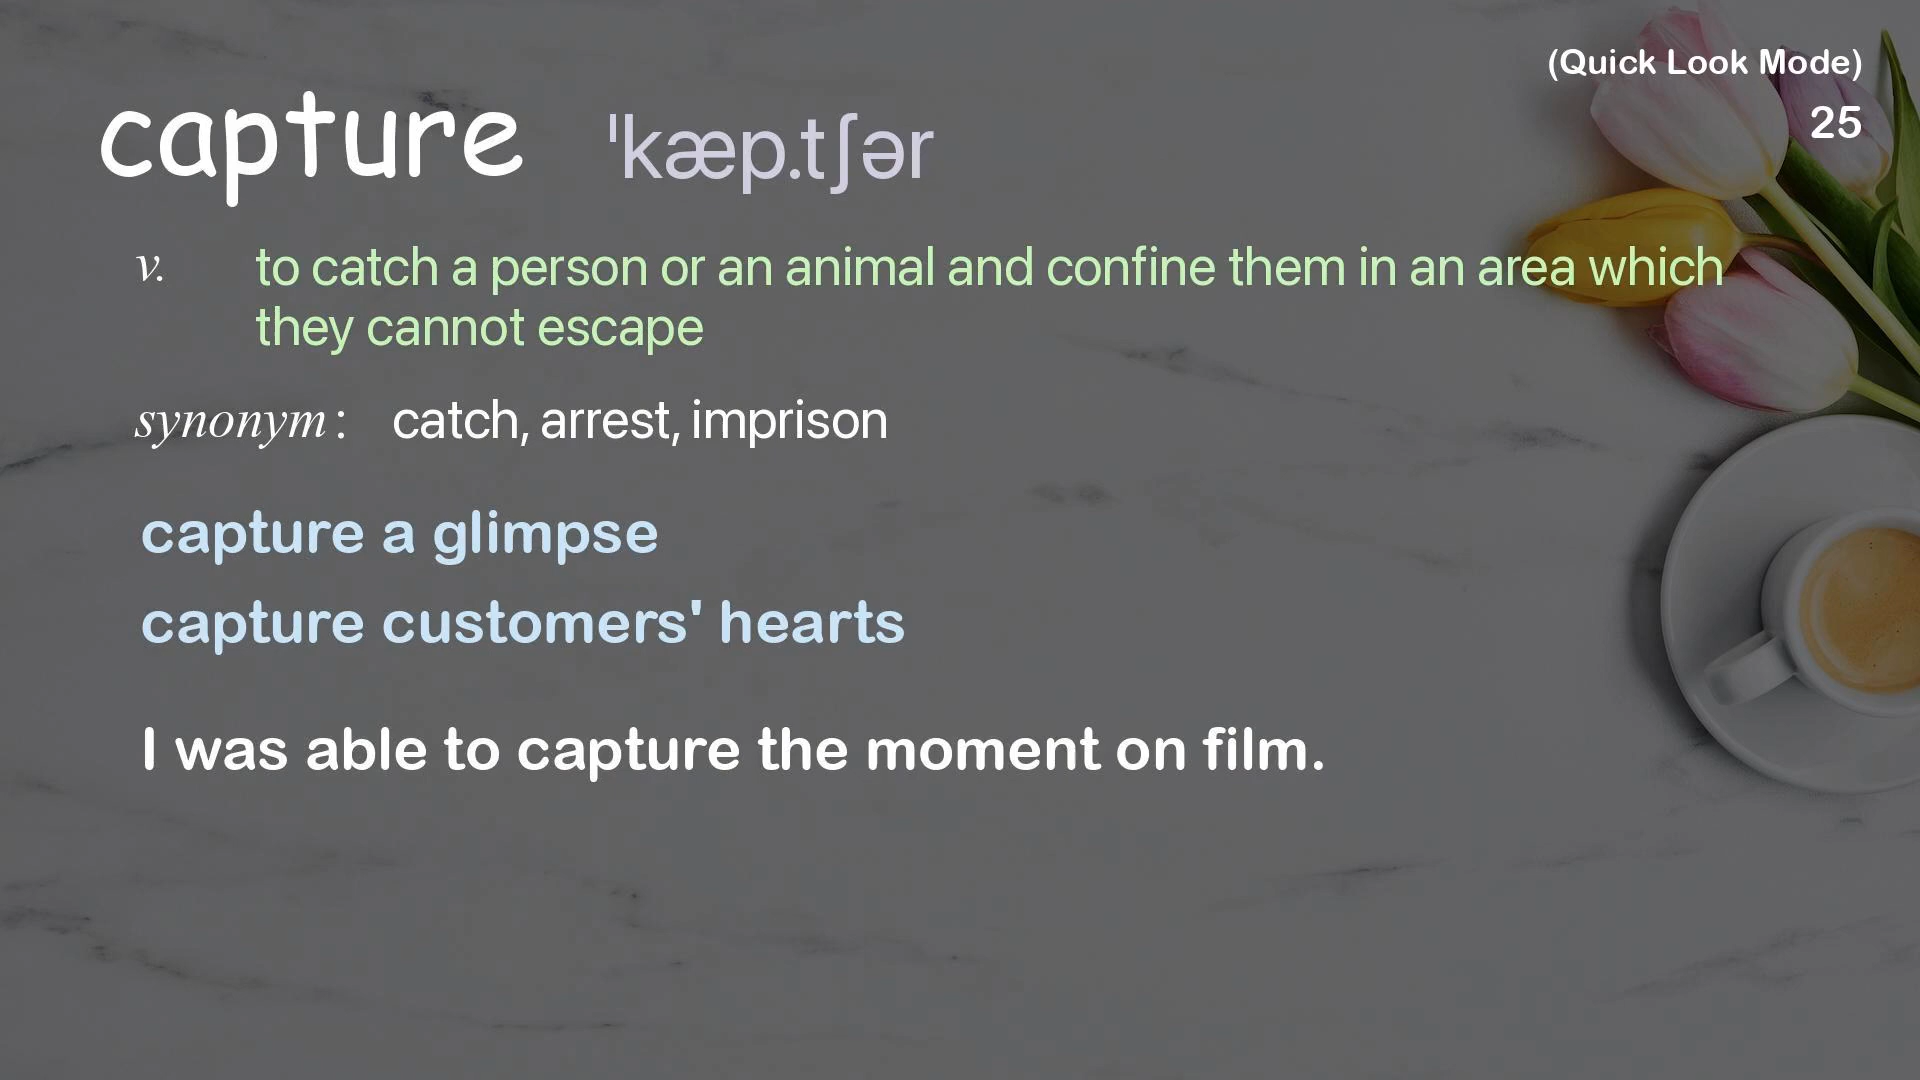 (Quick Look Mode)
25
capture ˈkæp.tʃər
v. to catch a person or an animal and confine them in an area which
they cannot escape
synonym: catch, arrest, imprison
capture a glimpse
capture customers' hearts
I was able to capture the moment on film.